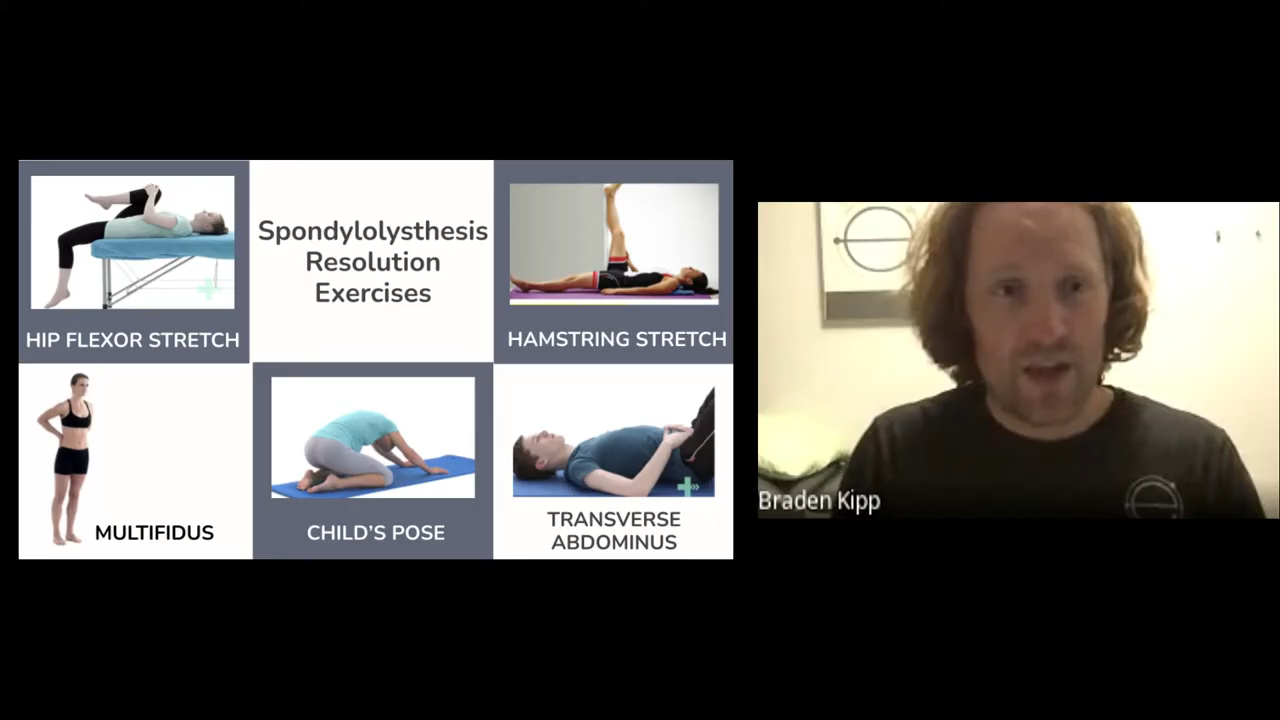 Spondylolysthesis
Resolution
Exercises
HIP FLEXOR STRETCH
HAMSTRING STRETCH
MULTIFIDUS
CHILD'S POSE
TRANSVERSE
ABDOMINUS
Braden Kipp